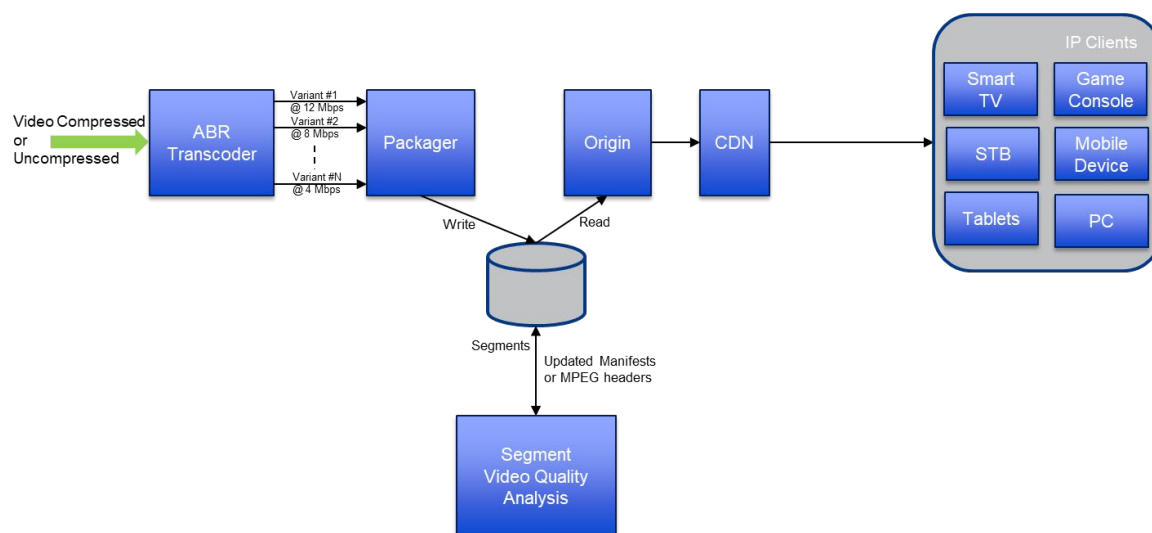 Video Compressed
or
Uncompressed
ABR
Transcoder
Variant #1
@ 12 Mbps
Variant #2
@ 8 Mbps
Variant #N
@ 4 Mbps
Packager
Write
Read
Origin
CDN
IP Clients
Smart
TV
Game
Console
STB
Mobile
Device
Tablets
PC
Segments
Updated Manifests
or MPEG headers
Segment
Video Quality
Analysis